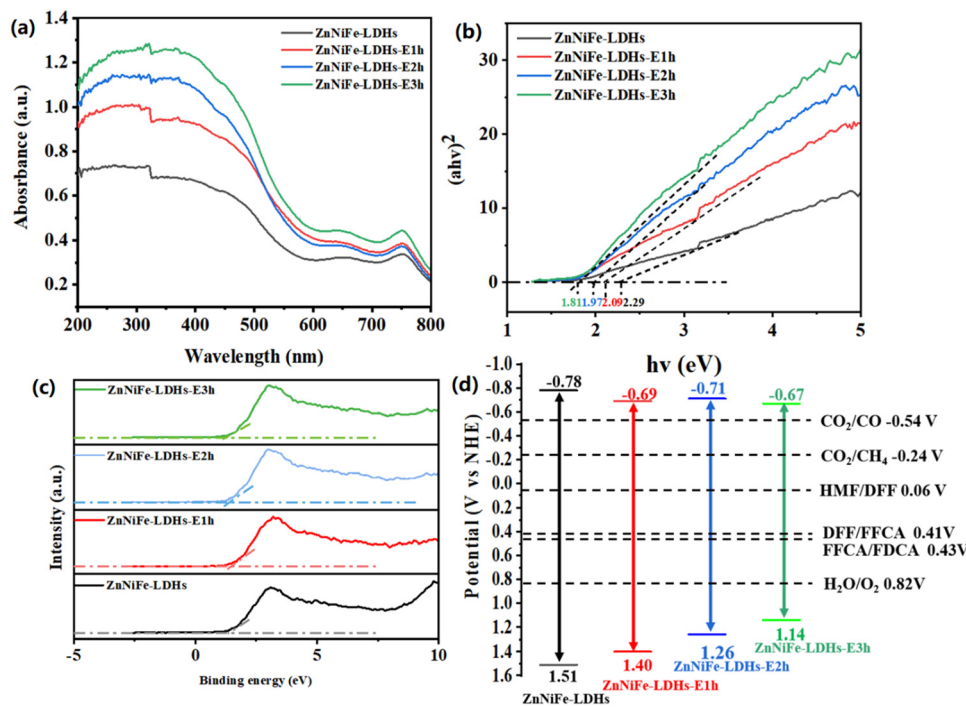 (a)
ZnNiFe-LDHs
ZnNiFe-LDHs-E1h
ZnNiFe-LDHs-E2h
ZnNiFe-LDHs-E3h
Absorbance (a.u.)
1.4
1.2
1.0
0.8
0.6
0.4
0.2
200 300 400 500 600 700 800
Wavelength (nm)
(b)
ZnNiFe-LDHs
ZnNiFe-LDHs-E1h
ZnNiFe-LDHs-E2h
ZnNiFe-LDHs-E3h
(ahv)²
30
20
10
0
1.81 1.97 2.09 2.29
1 2 3 4 5
hv (eV)
(c)
ZnNiFe-LDHs-E3h
ZnNiFe-LDHs-E2h
ZnNiFe-LDHs-E1h
ZnNiFe-LDHs
Intensity (a.u.)
-5 0 5 10
Binding energy (eV)
(d)
Potential (V vs NHE)
-1.0
-0.8
-0.6
-0.4
-0.2
0.0
0.4
0.6
0.8
1.0
1.2
1.4
1.6
-0.78
-0.69
-0.71
-0.67
CO₂/CO -0.54 V
CO₂/CH₄ -0.24 V
HMF/DFF 0.06 V
DFF/FFCA 0.41V
FFCA/FDCA 0.43V
H₂O/O₂ 0.82V
1.51
ZnNiFe-LDHs
1.40
ZnNiFe-LDHs-E1h
1.26
ZnNiFe-LDHs-E2h
1.14
ZnNiFe-LDHs-E3h